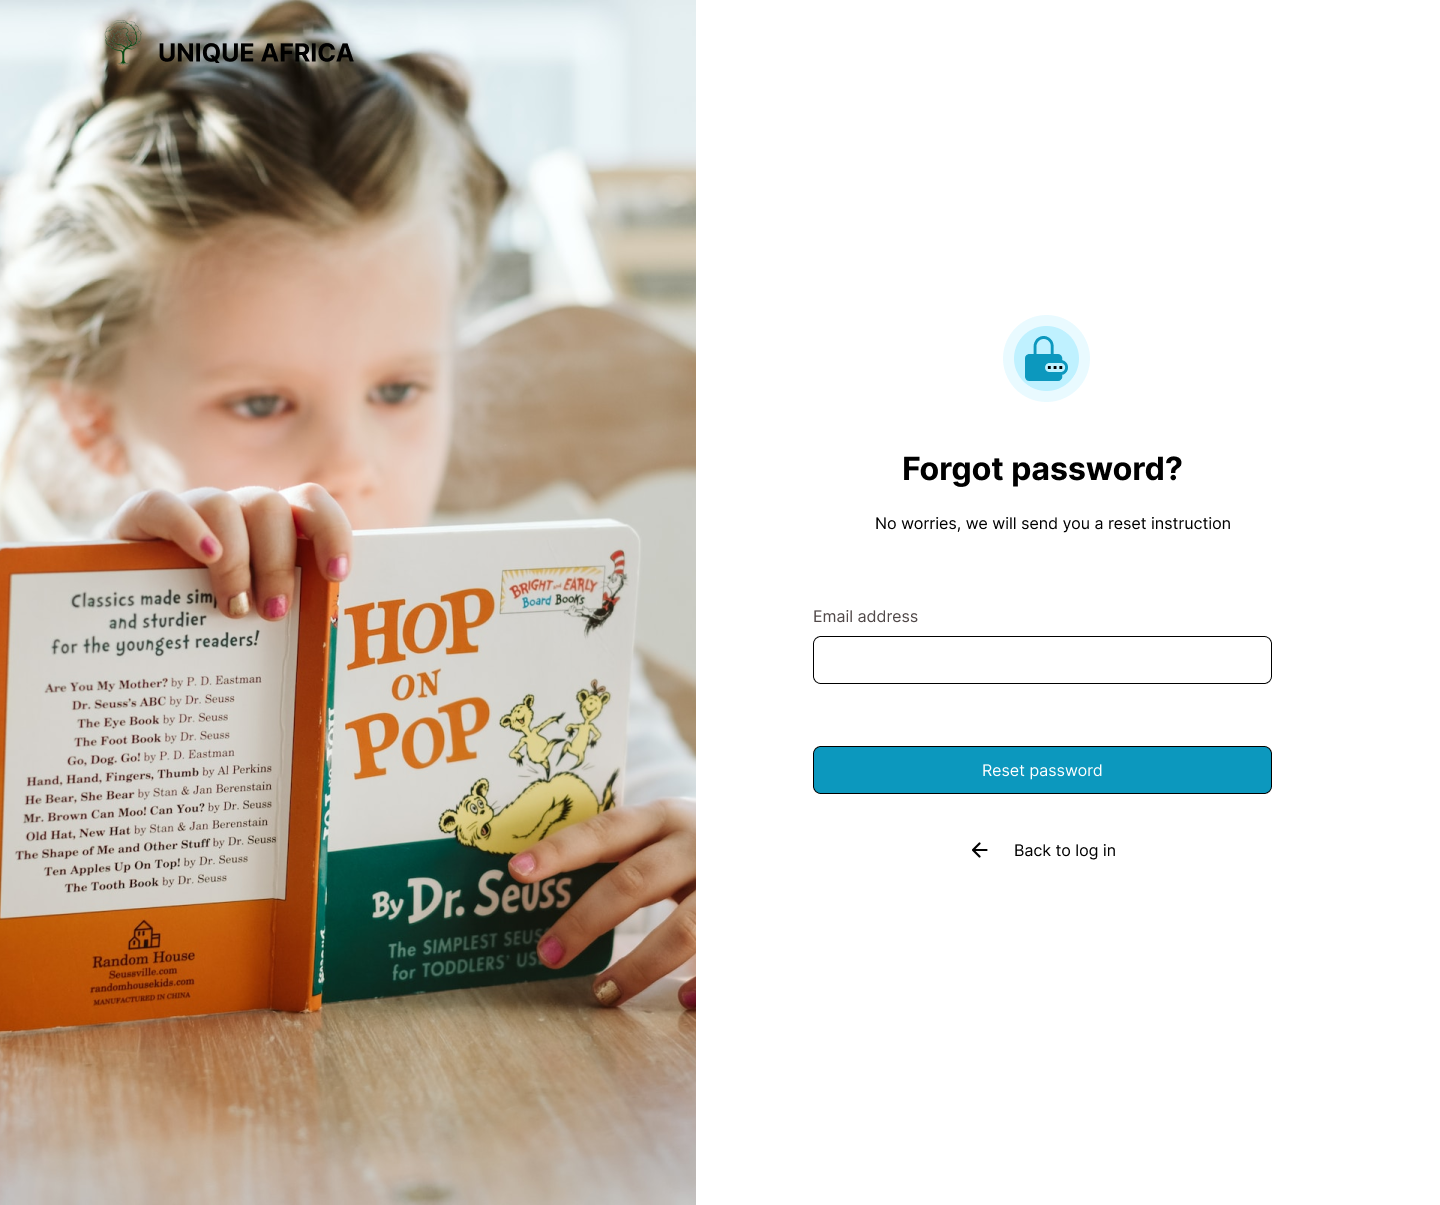 UNIQUE AFRICA
Classics made
and sturdier
for the youngest readers!
Are You My Mother? by P. D. Eastman
Dr. Seuss's ABC by Dr. Seuss
The Eye Book by Dr. Seuss
The Foot Book by Dr. Seuss
Go, Dog. Go! by P. D. Eastman
Hand, Hand, Fingers, Thumb by Al Perkins
He Bear, She Bear by Stan & Jan Berenstain
Mr. Brown Can Moo! Can You? by Dr. Seuss
Old Hat, New Hat by Stan & Jan Berenstain
The Shape of Me and Other Stuff by Dr. Seuss
Ten Apples Up On Top! by Dr. Seuss
The Tooth Book by Dr. Seuss
Random House
Seussville.com
randomhousekids.com
MANUFACTURED IN CHINA
BRIGHT and EARLY
Board Books
HOP
ON
POP
By Dr. Seuss
The SIMPLEST SEUSS
for TODDLERS'
Forgot password?
No worries, we will send you a reset instruction
Email address
Reset password
Back to log in